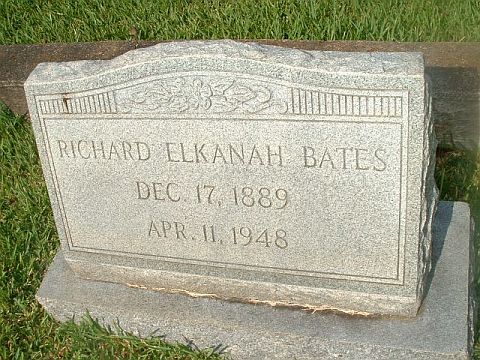 RICHARD ELKANAH BATES
DEC. 17, 1889
APR. 11, 1948